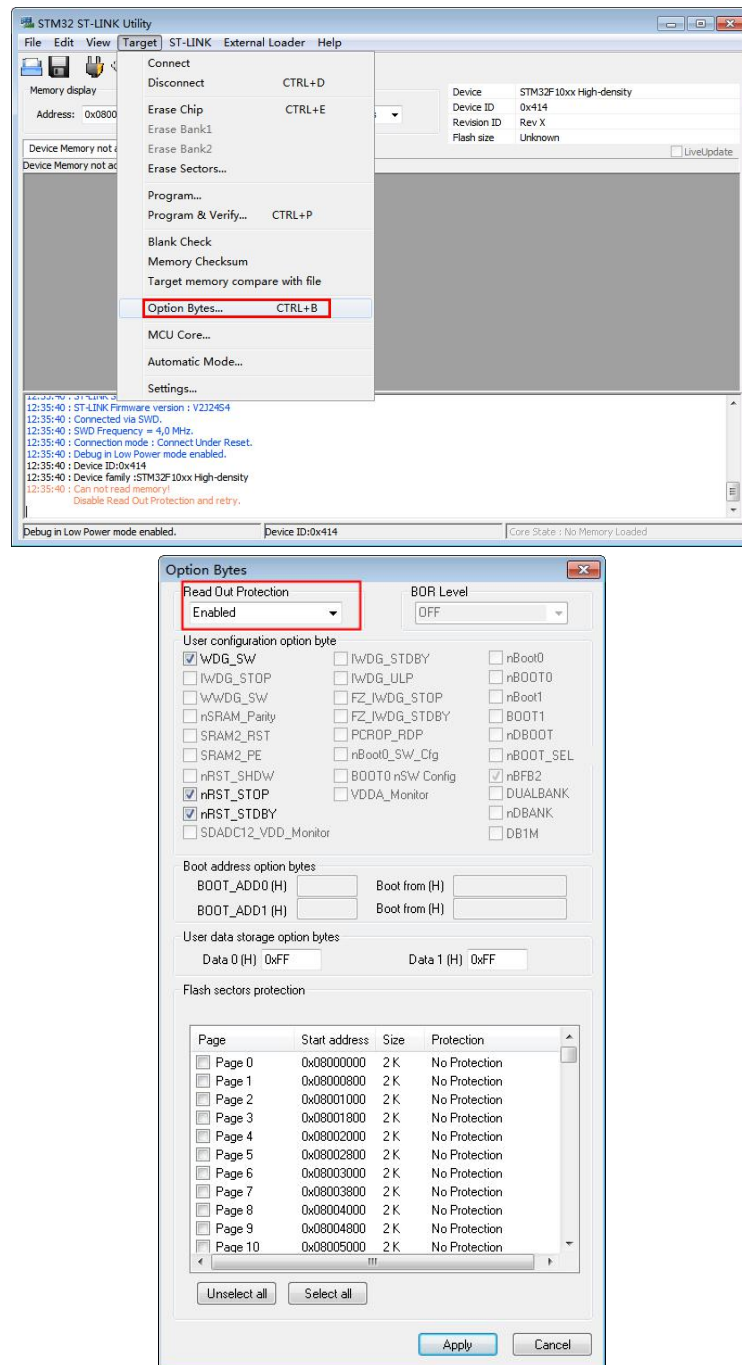 STM32 ST-LINK Utility
File Edit View Target ST-LINK External Loader Help
Connect
Disconnect CTRL+D
Erase Chip CTRL+E
Erase Bank1
Erase Bank2
Erase Sectors...
Program...
Program & Verify... CTRL+P
Blank Check
Memory Checksum
Target memory compare with file
Option Bytes... CTRL+B
MCU Core...
Automatic Mode...
Settings...
Memory display
Address: 0x0800
Device STM32F10xx High-density
Device ID 0x414
Revision ID Rev X
Flash size Unknown
LiveUpdate
Device Memory not
Device Memory not
12:35:40 : ST-LINK Firmware version : V2J24S4
12:35:40 : Connected via SWD.
12:35:40 : SWD Frequency = 4,0 MHz.
12:35:40 : Connection mode : Connect Under Reset.
12:35:40 : Debug in Low Power mode enabled.
12:35:40 : Device ID:0x414
12:35:40 : Device family :STM32F10xx High-density
12:35:40 : Can not read memory!
Disable Read Out Protection and retry.
Debug in Low Power mode enabled. Device ID:0x414 Core State : No Memory Loaded
Option Bytes
Read Out Protection BOR Level
Enabled OFF
User configuration option byte
WDG_SW IWDG_STDBY nBoot0
IWDG_STOP IWDG_ULP nBOOT0
WWDG_SW FZ_IWDG_STOP nBoot1
nSRAM_Parity FZ_IWDG_STDBY BOOT1
SRAM2_RST PCROP_RDP nDBOOT
SRAM2_PE nBoot0_SW_Cfg nBOOT_SEL
nRST_SHDW BOOT0 nSW Config nBFB2
nRST_STOP VDDA_Monitor DUALBANK
nRST_STDBY nDBANK
SDADC12_VDD_Monitor DB1M
Boot address option bytes
BOOT_ADD0 (H) Boot from (H)
BOOT_ADD1 (H) Boot from (H)
User data storage option bytes
Data 0 (H) 0xFF Data 1 (H) 0xFF
Flash sectors protection
Page Start address Size Protection
Page 0 0x08000000 2 K No Protection
Page 1 0x08000800 2 K No Protection
Page 2 0x08001000 2 K No Protection
Page 3 0x08001800 2 K No Protection
Page 4 0x08002000 2 K No Protection
Page 5 0x08002800 2 K No Protection
Page 6 0x08003000 2 K No Protection
Page 7 0x08003800 2 K No Protection
Page 8 0x08004000 2 K No Protection
Page 9 0x08004800 2 K No Protection
Page 10 0x08005000 2 K No Protection
Unselect all Select all
Apply Cancel